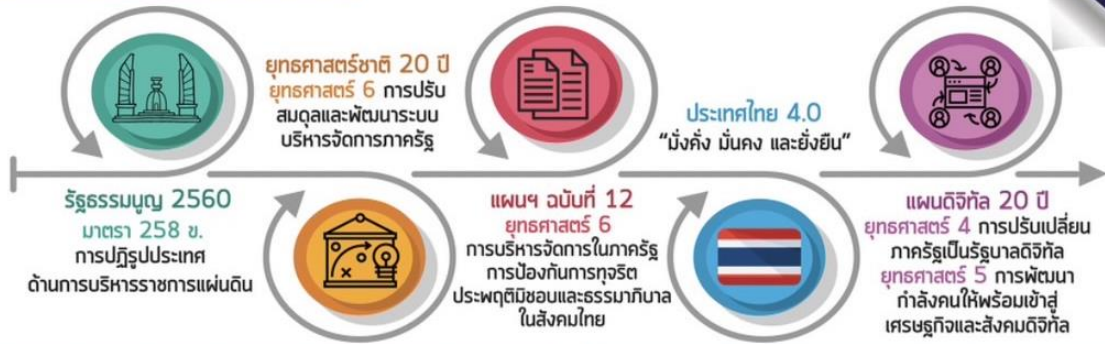 รัฐธรรมนูญ 2560
มาตรา 258 ข.
การปฏิรูปประเทศ
ด้านการบริหารราชการแผ่นดิน
ยุทธศาสตร์ชาติ 20 ปี
ยุทธศาสตร์ 6 การปรับ
สมดุลและพัฒนาระบบ
บริหารจัดการภาครัฐ
แผนฯ ฉบับที่ 12
ยุทธศาสตร์ 6
การบริหารจัดการในภาครัฐ
การป้องกันการทุจริต
ประพฤติมิชอบและธรรมาภิบาล
ในสังคมไทย
ประเทศไทย 4.0
“มั่งคั่ง มั่นคง และยั่งยืน”
แผนดิจิทัล 20 ปี
ยุทธศาสตร์ 4 การปรับเปลี่ยน
ภาครัฐเป็นรัฐบาลดิจิทัล
ยุทธศาสตร์ 5 การพัฒนา
กำลังคนให้พร้อมเข้าสู่
เศรษฐกิจและสังคมดิจิทัล